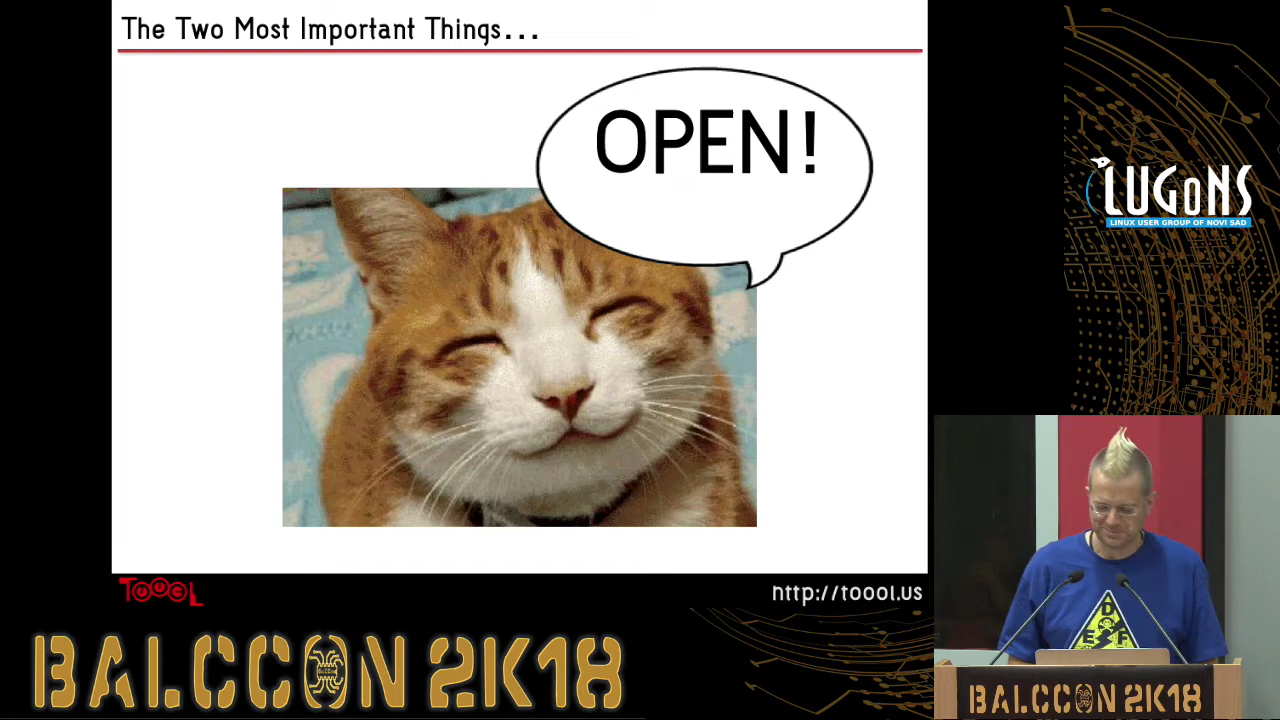 The Two Most Important Things...
OPEN!
LUGoNS
LINUX USER GROUP OF NOVI SAD
TOOOL
http://toool.us
D
E F
BALCCON 2K18
BALCCON 2K18